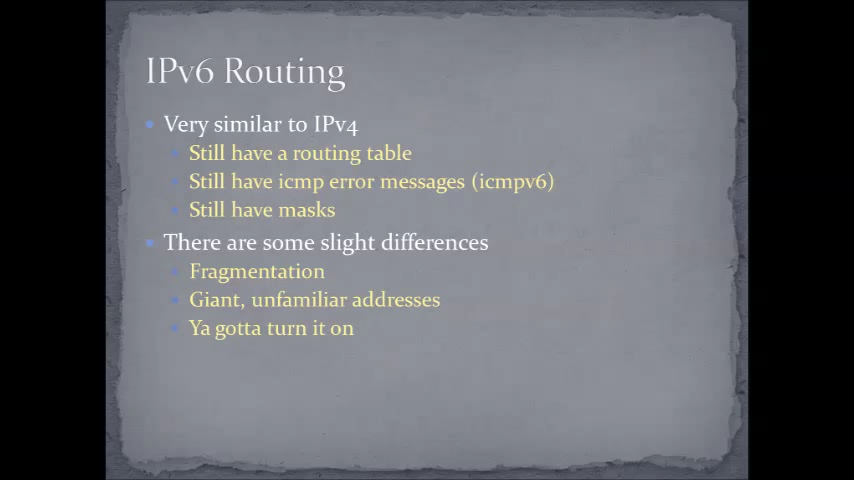 IPv6 Routing
Very similar to IPv4
Still have a routing table
Still have icmp error messages (icmpv6)
Still have masks
There are some slight differences
Fragmentation
Giant, unfamiliar addresses
Ya gotta turn it on